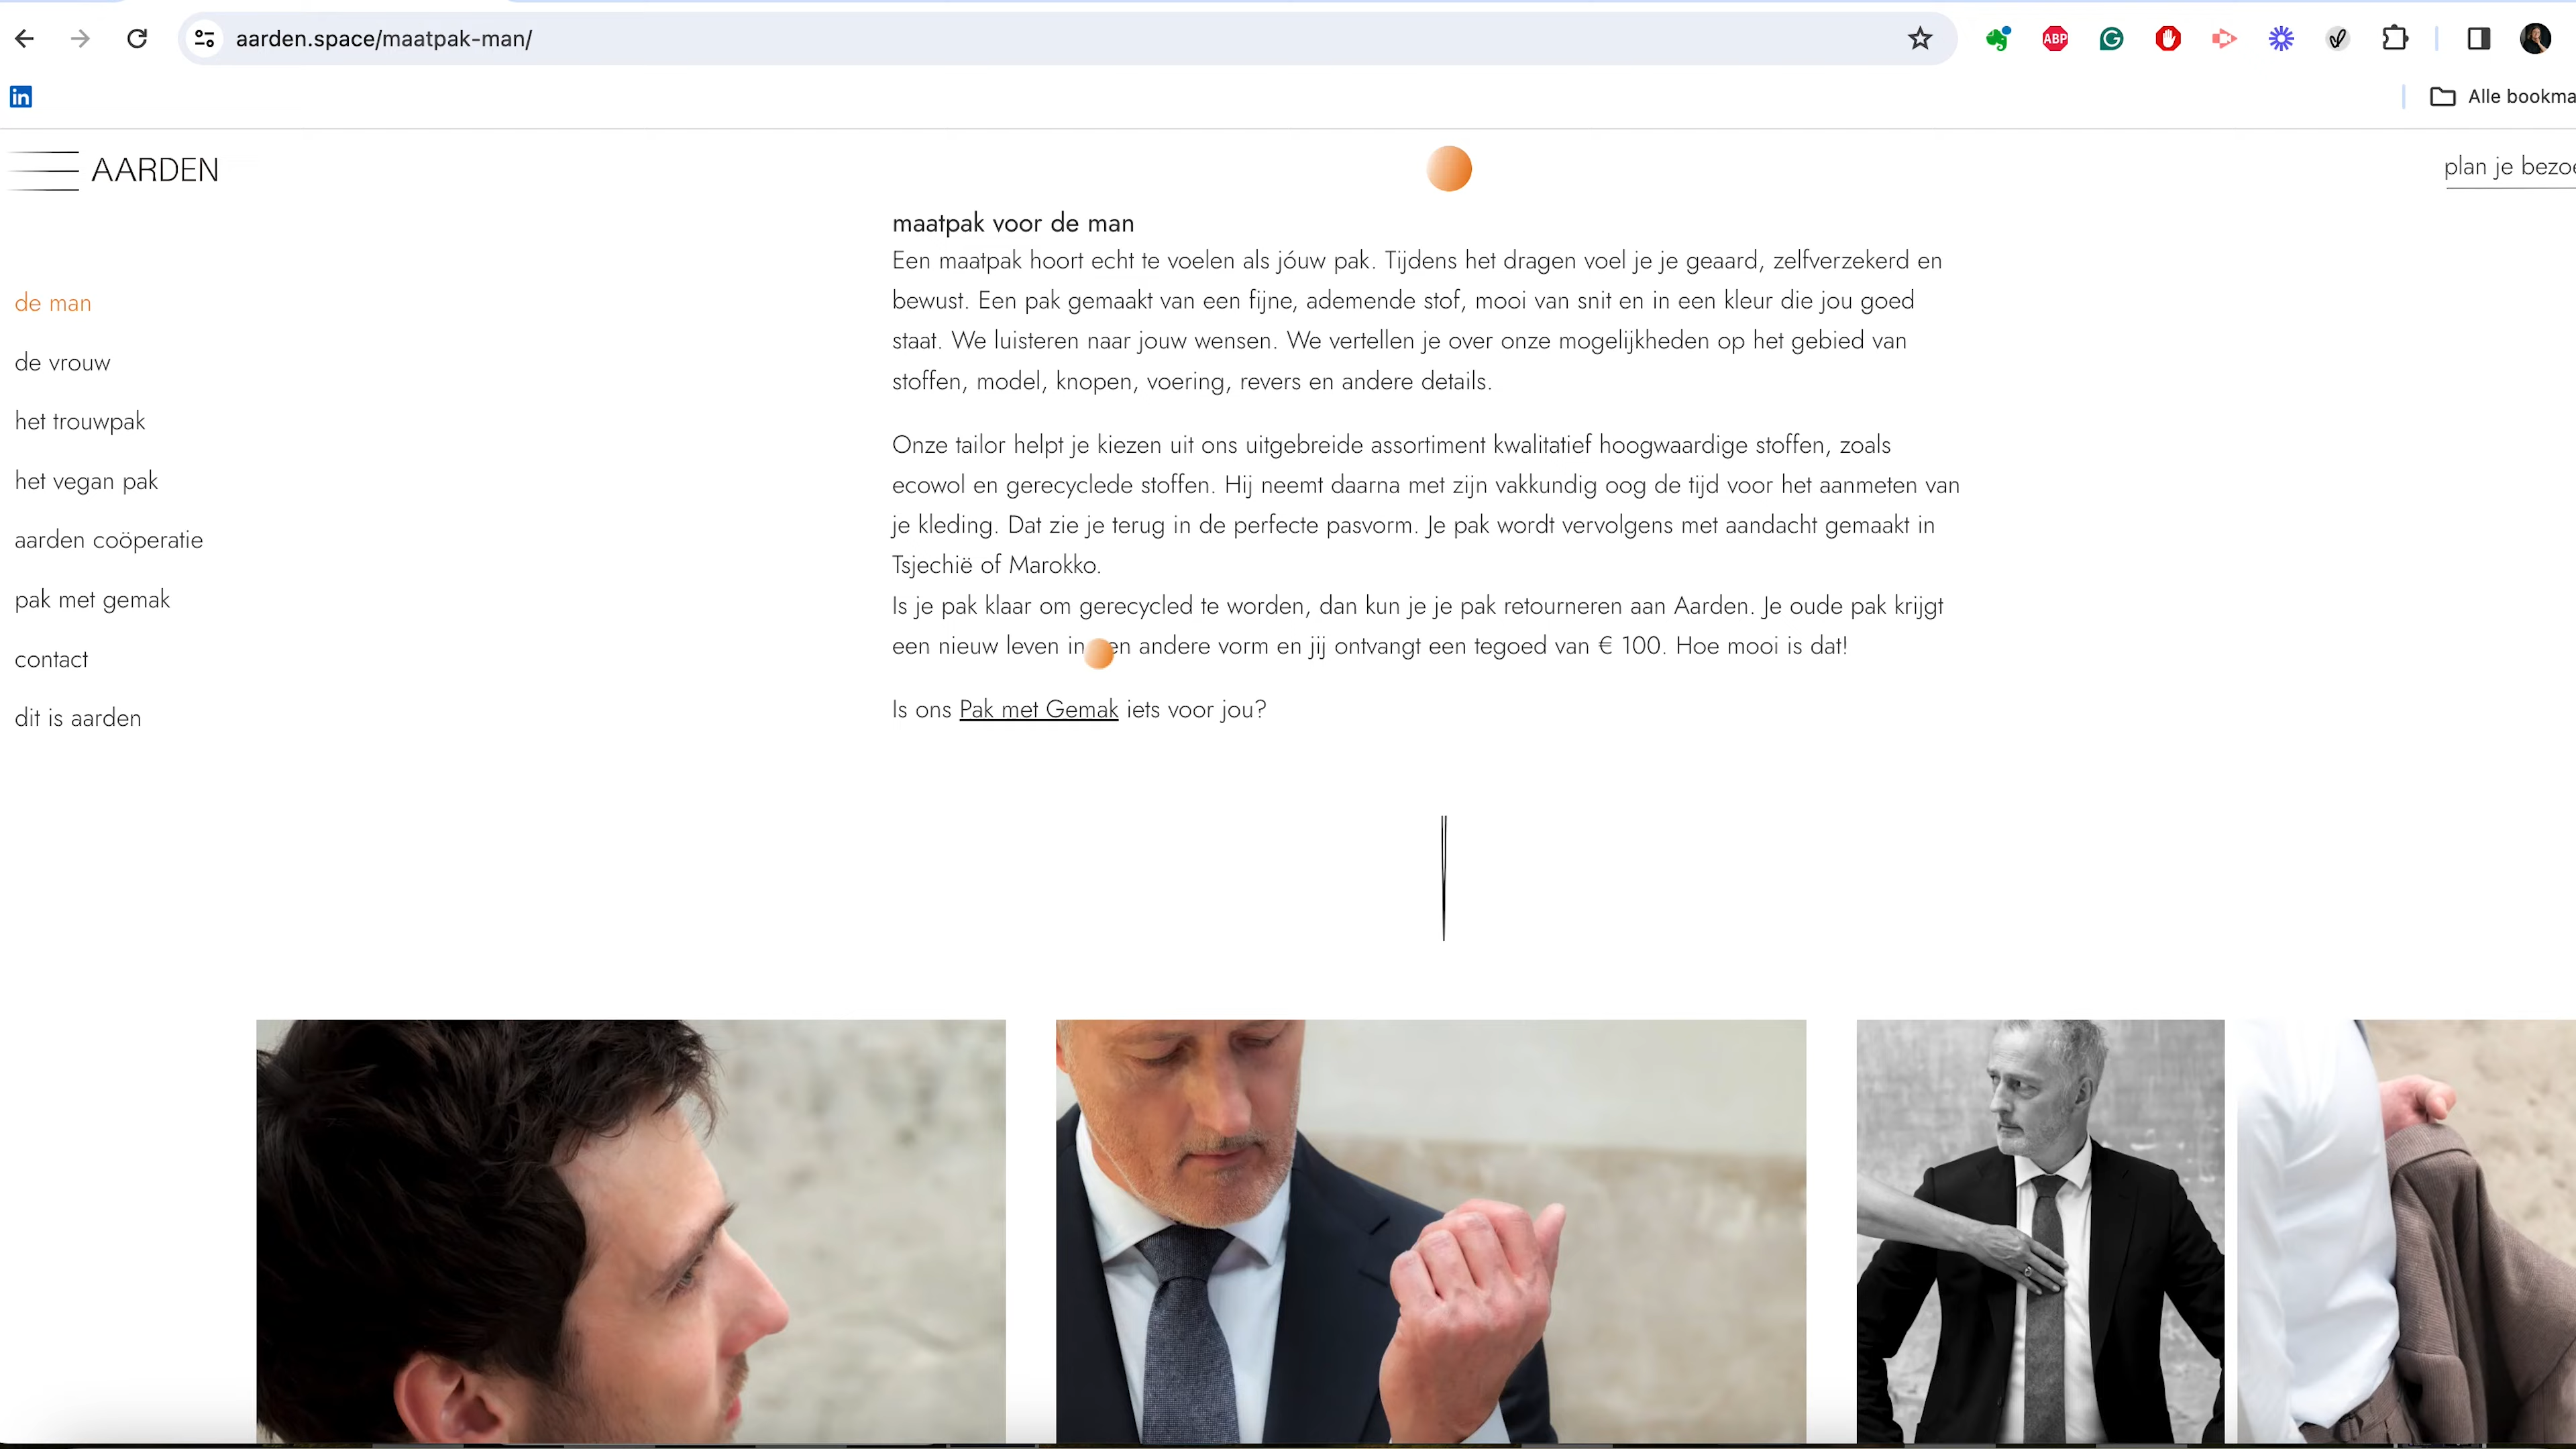 aarden.space/maatpak-man/
ABP
in
Alle bookma
AARDEN
plan je bezoe
de man
de vrouw
het trouwpak
het vegan pak
aarden coöperatie
pak met gemak
contact
dit is aarden
maatpak voor de man
Een maatpak hoort echt te voelen als jóuw pak. Tijdens het dragen voel je je geaard, zelfverzekerd en
bewust. Een pak gemaakt van een fijne, ademende stof, mooi van snit en in een kleur die jou goed
staat. We luisteren naar jouw wensen. We vertellen je over onze mogelijkheden op het gebied van
stoffen, model, knopen, voering, revers en andere details.
Onze tailor helpt je kiezen uit ons uitgebreide assortiment kwalitatief hoogwaardige stoffen, zoals
ecowol en gerecyclede stoffen. Hij neemt daarna met zijn vakkundig oog de tijd voor het aanmeten van
je kleding. Dat zie je terug in de perfecte pasvorm. Je pak wordt vervolgens met aandacht gemaakt in
Tsjechië of Marokko.
Is je pak klaar om gerecycled te worden, dan kun je je pak retourneren aan Aarden. Je oude pak krijgt
een nieuw leven in en andere vorm en jij ontvangt een tegoed van € 100. Hoe mooi is dat!
Is ons Pak met Gemak iets voor jou?